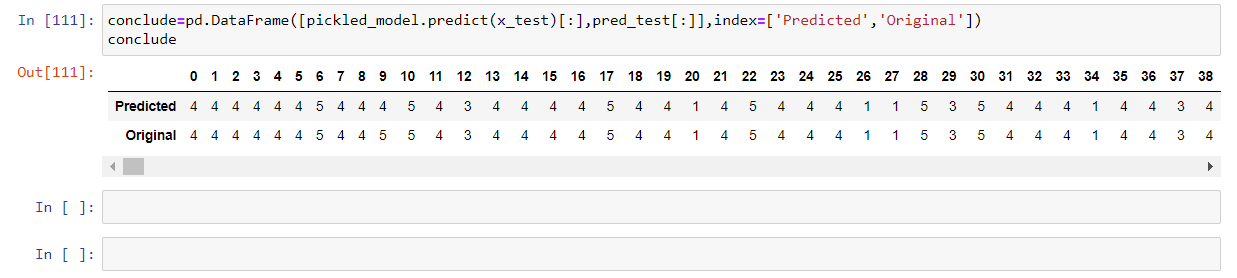 In [111]: conclude=pd.DataFrame([pickled_model.predict(x_test)[:],pred_test[:]],index=['Predicted','Original'])
conclude
Out[111]:
0 1 2 3 4 5 6 7 8 9 10 11 12 13 14 15 16 17 18 19 20 21 22 23 24 25 26 27 28 29 30 31 32 33 34 35 36 37 38
Predicted 4 4 4 4 4 4 5 4 4 4 5 4 3 4 4 4 4 5 4 4 1 4 5 4 4 4 1 1 5 3 5 4 4 4 1 4 4 3 4
Original 4 4 4 4 4 4 5 4 4 5 5 4 3 4 4 4 4 5 4 4 1 4 5 4 4 4 1 1 5 3 5 4 4 4 1 4 4 3 4
In [ ]:
In [ ]: